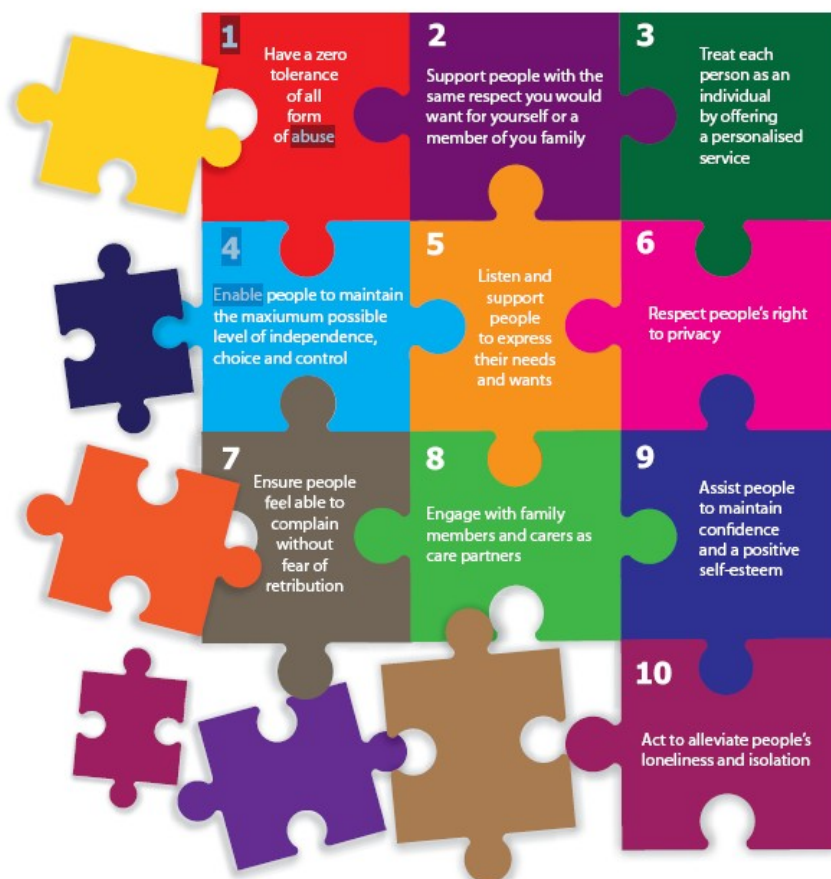 1
Have a zero
tolerance
of all
form
of abuse
2
Support people with the
same respect you would
want for yourself or a
member of you family
3
Treat each
person as an
individual
by offering
a personalised
service
4
Enable people to maintain
the maxiumum possible
level of independence,
choice and control
5
Listen and
support
people
to express
their needs
and wants
6
Respect people's right
to privacy
7
Ensure people
feel able to
complain
without
fear of
retribution
8
Engage with family
members and carers as
care partners
9
Assist people
to maintain
confidence
and a positive
self-esteem
10
Act to alleviate people's
loneliness and isolation